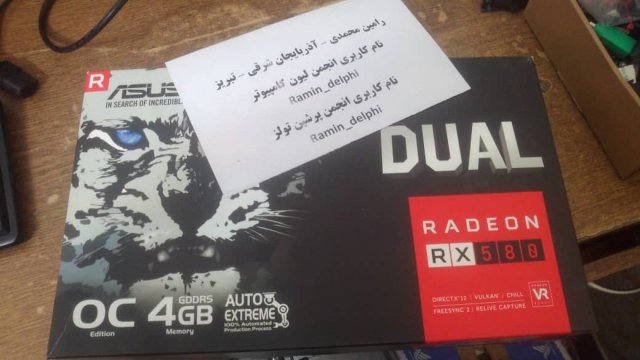 رامین محمدی - آذربایجان شرقی - تبریز
نام کاربری انجمن لیون کامپیوتر
Ramin_delphi
نام کاربری انجمن پرشین تولز
Ramin_delphi
R
ASUS
IN SEARCH OF INCREDIBLE
DUAL
RADEON
RX 580
DIRECTX®12 | VULKAN® | CHILL
FREESYNC 2 | RELIVE CAPTURE
VR
OC
Edition
GDDR5
4GB
Memory
AUTO
EXTREME
100% Automated
Production Process